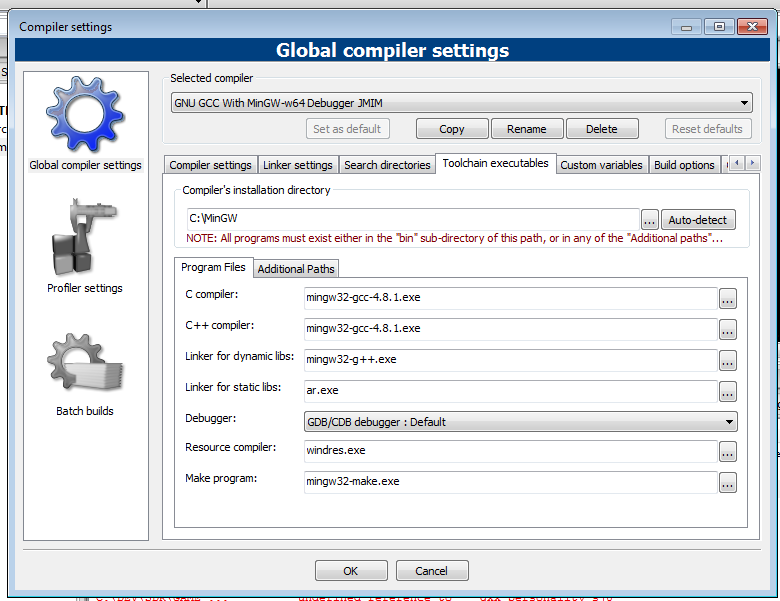 Compiler settings
Global compiler settings
Global compiler settings
Profiler settings
Batch builds
Selected compiler
GNU GCC With MinGW-w64 Debugger JMIM
Set as default Copy Rename Delete Reset defaults
Compiler settings Linker settings Search directories Toolchain executables Custom variables Build options
Compiler's installation directory
C:\MinGW ... Auto-detect
NOTE: All programs must exist either in the "bin" sub-directory of this path, or in any of the "Additional paths"...
Program Files Additional Paths
C compiler: mingw32-gcc-4.8.1.exe ...
C++ compiler: mingw32-gcc-4.8.1.exe ...
Linker for dynamic libs: mingw32-g++.exe ...
Linker for static libs: ar.exe ...
Debugger: GDB/CDB debugger : Default
Resource compiler: windres.exe ...
Make program: mingw32-make.exe ...
OK Cancel